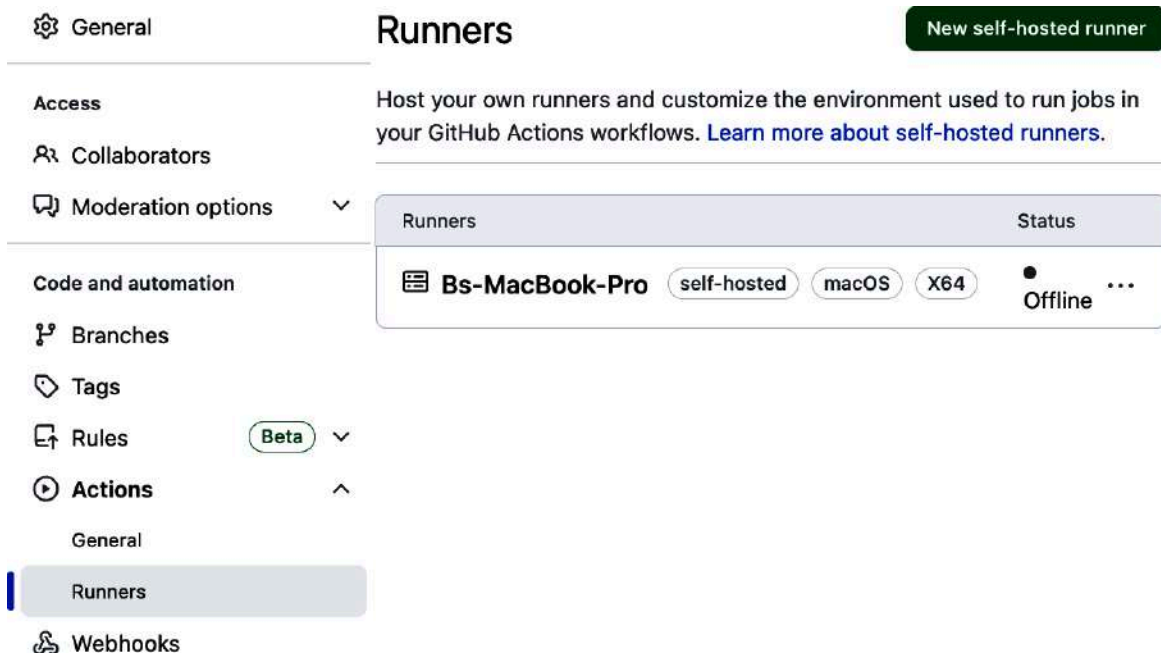 General
Access
Collaborators
Moderation options
Code and automation
Branches
Tags
Rules Beta
Actions
General
Runners
Webhooks
Runners
New self-hosted runner
Host your own runners and customize the environment used to run jobs in
your GitHub Actions workflows. Learn more about self-hosted runners.
Runners Status
Bs-MacBook-Pro self-hosted macOS X64 Offline